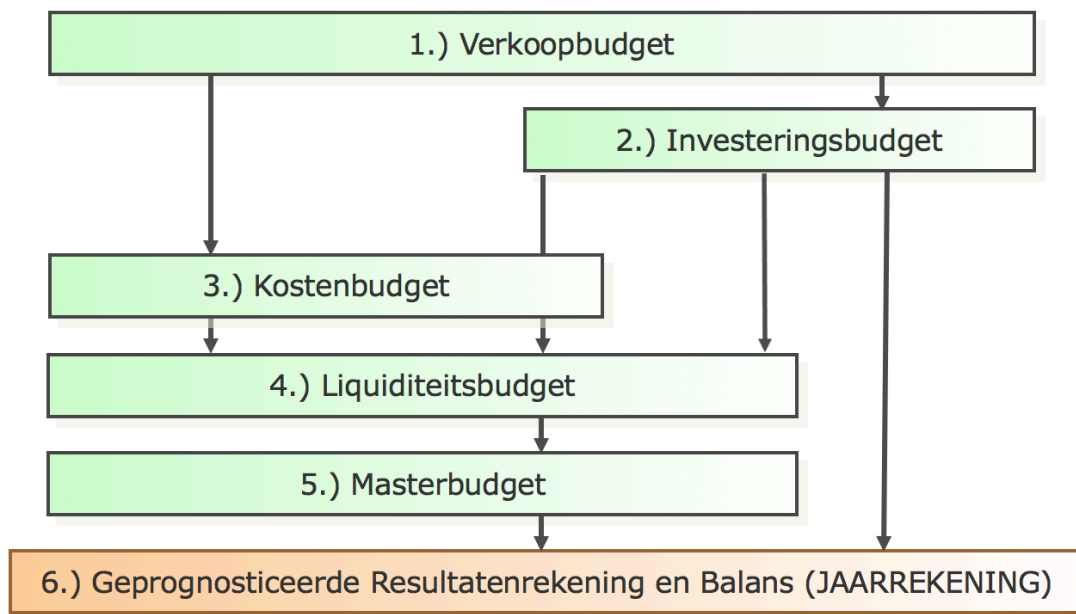 1.) Verkoopbudget
2.) Investeringsbudget
3.) Kostenbudget
4.) Liquiditeitsbudget
5.) Masterbudget
6.) Geprognosticeerde Resultatenrekening en Balans (JAARREKENING)